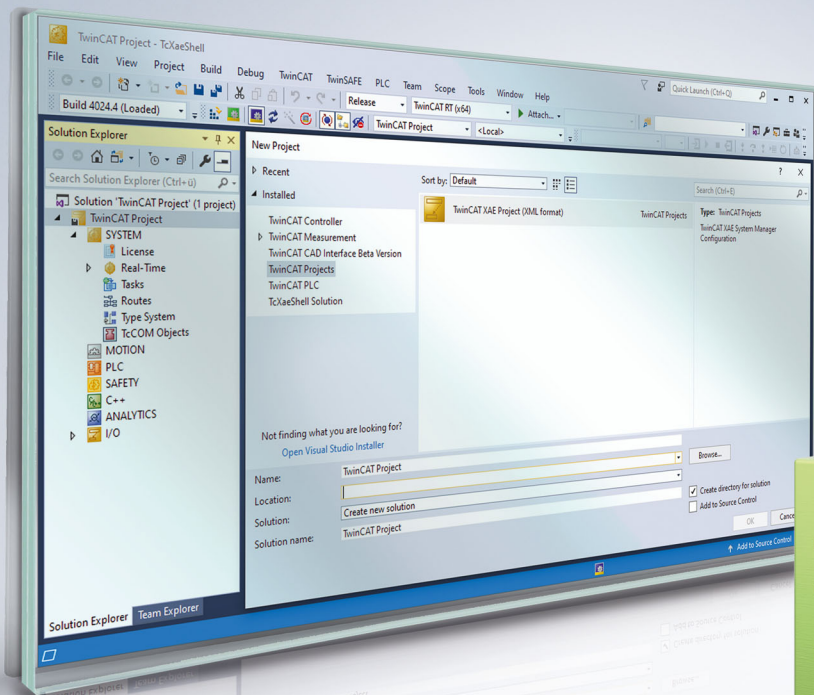 TwinCAT Project - TcXaeShell
File Edit View Project Build Debug TwinCAT TwinSAFE PLC Team Scope Tools Window Help
Quick Launch (Ctrl+Q)
Release TwinCAT RT (x64) Attach...
Build 4024.4 (Loaded) TwinCAT Project <Local>
Solution Explorer
Search Solution Explorer (Ctrl+ü)
Solution 'TwinCAT Project' (1 project)
TwinCAT Project
SYSTEM
License
Real-Time
Tasks
Routes
Type System
TcCOM Objects
MOTION
PLC
SAFETY
C++
ANALYTICS
I/O
Solution Explorer Team Explorer
New Project
? X
Recent
Installed
TwinCAT Controller
TwinCAT Measurement
TwinCAT CAD Interface Beta Version
TwinCAT Projects
TwinCAT PLC
TcXaeShell Solution
Not finding what you are looking for?
Open Visual Studio Installer
Sort by: Default
TwinCAT XAE Project (XML format) TwinCAT Projects
Search (Ctrl+E)
Type: TwinCAT Projects
TwinCAT XAE System Manager
Configuration
Name: TwinCAT Project
Location:
Browse...
Solution: Create new solution
Solution name: TwinCAT Project
Create directory for solution
Add to Source Control
OK Cance
Add to Source Control